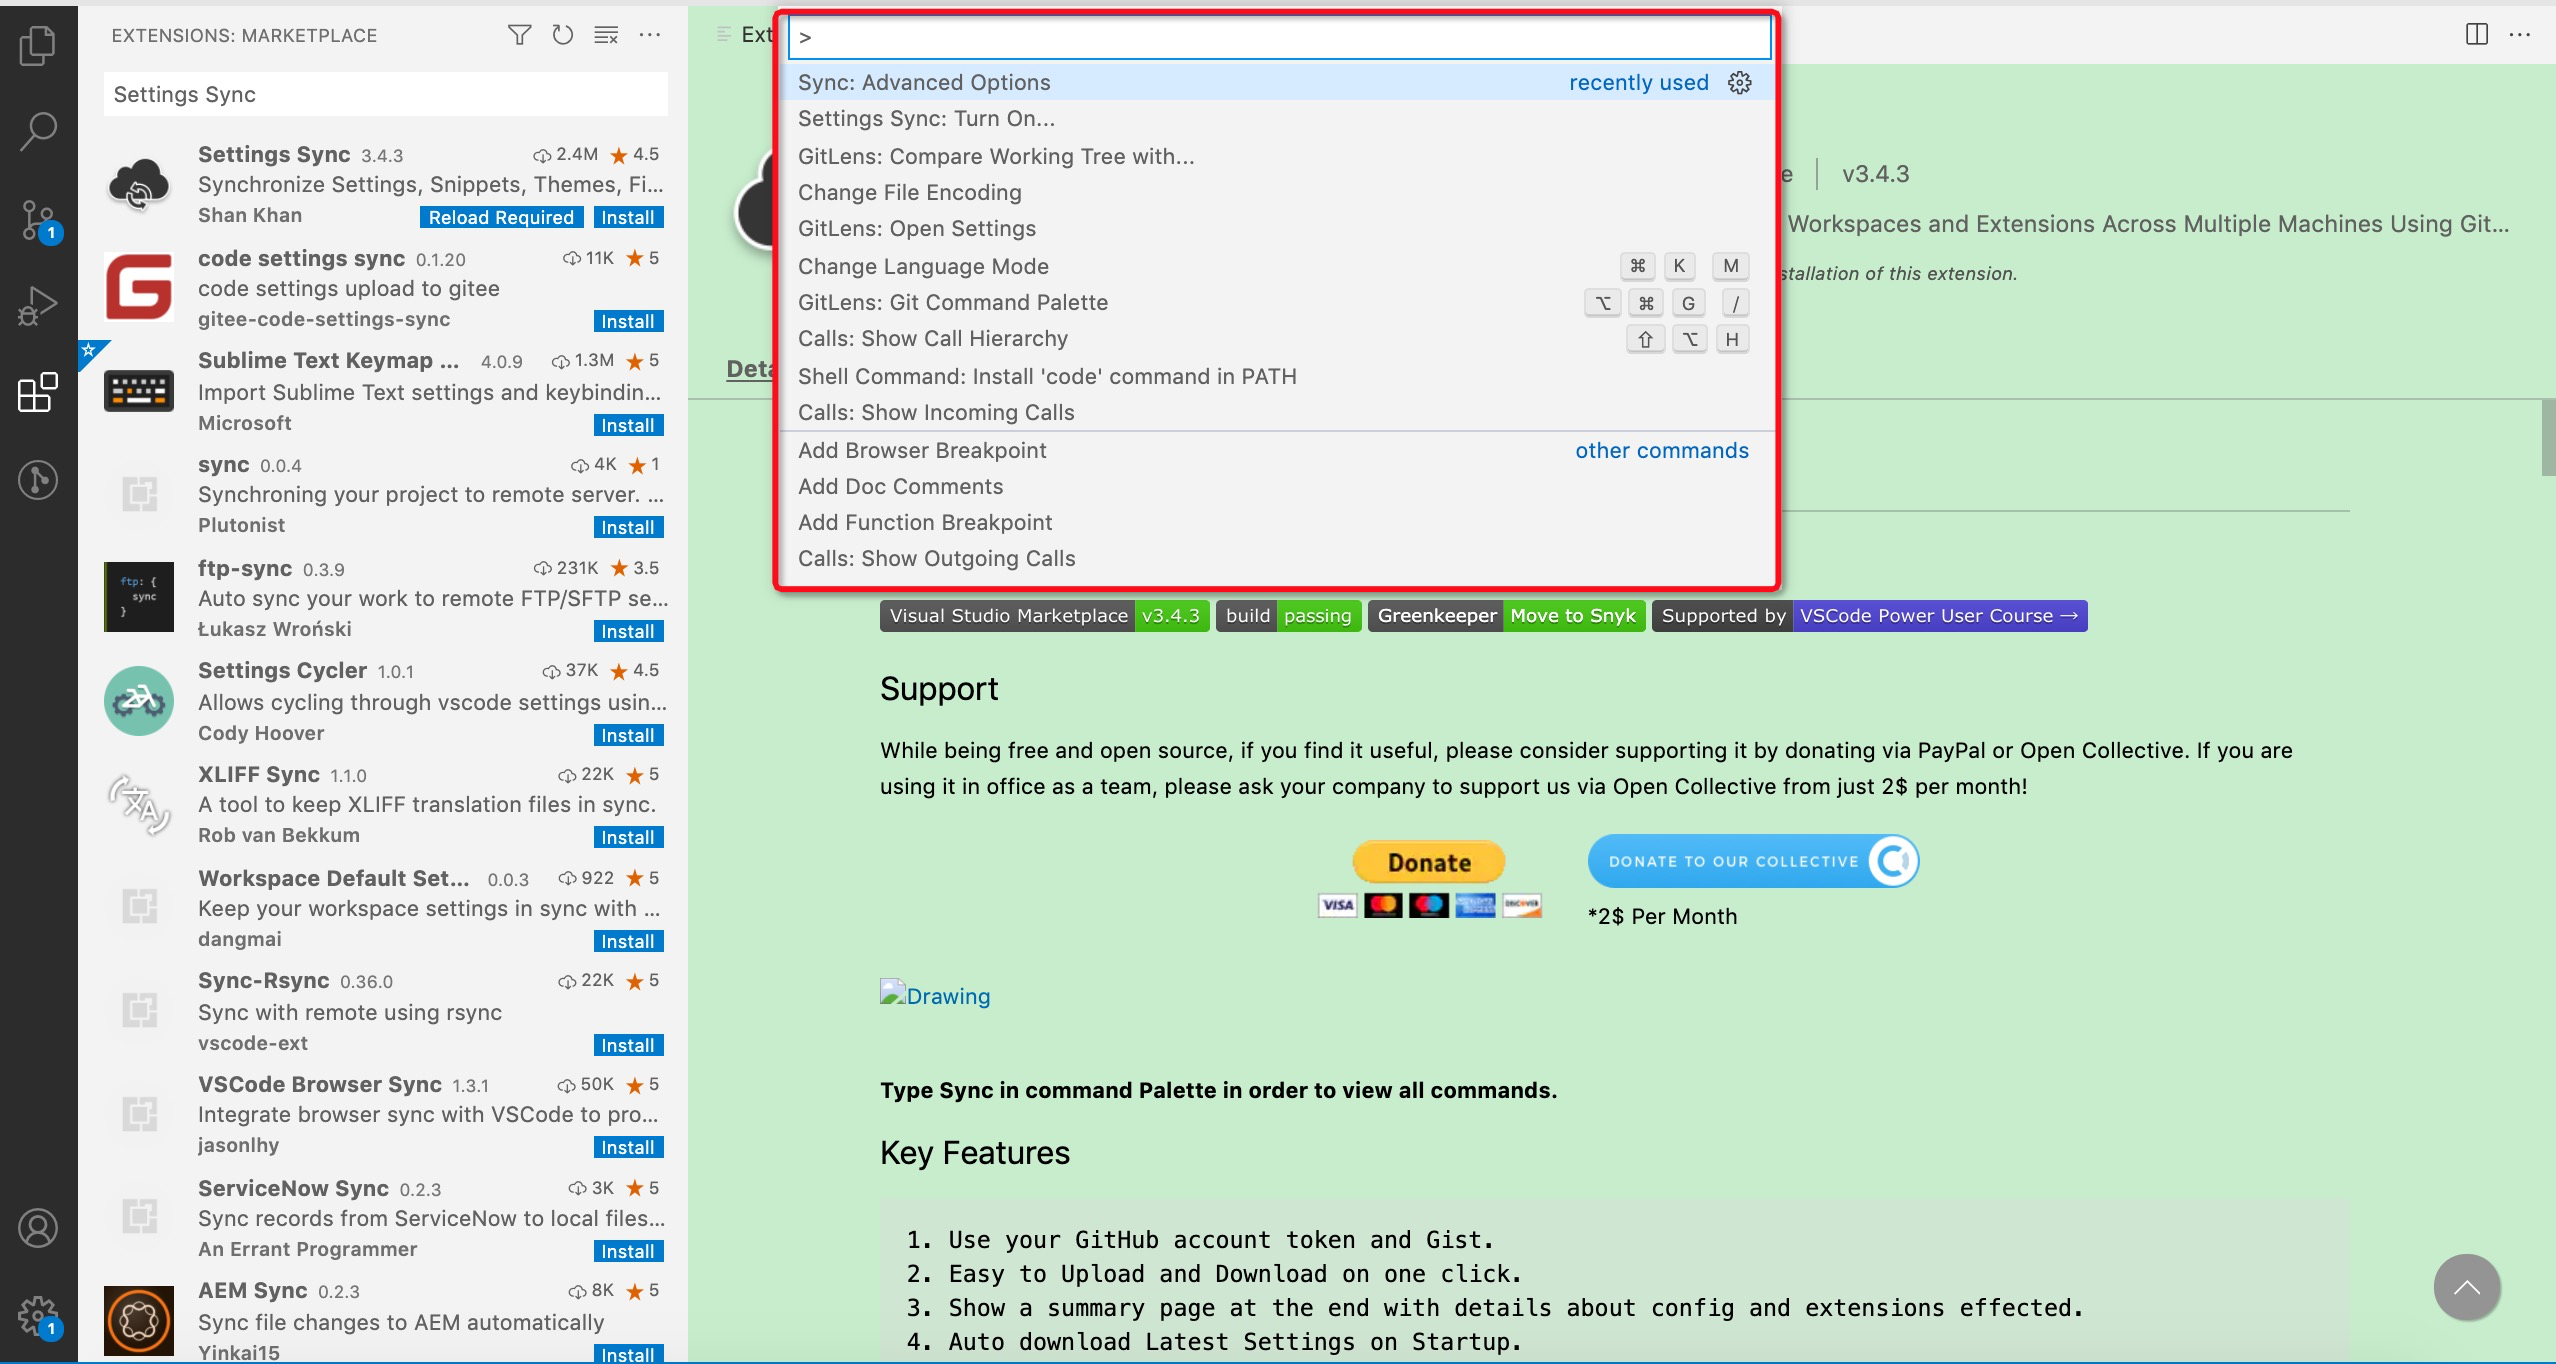 EXTENSIONS: MARKETPLACE
Settings Sync
Settings Sync 3.4.3 2.4M 4.5
Synchronize Settings, Snippets, Themes, Fi...
Shan Khan Reload Required Install
code settings sync 0.1.20 11K 5
code settings upload to gitee
gitee-code-settings-sync Install
Sublime Text Keymap ... 4.0.9 1.3M 5
Import Sublime Text settings and keybindin...
Microsoft Install
sync 0.0.4 4K 1
Synchroning your project to remote server. ...
Plutonist Install
ftp: {
sync
}
ftp-sync 0.3.9 231K 3.5
Auto sync your work to remote FTP/SFTP se...
Łukasz Wroński Install
Settings Cycler 1.0.1 37K 4.5
Allows cycling through vscode settings usin...
Cody Hoover Install
XLIFF Sync 1.1.0 22K 5
A tool to keep XLIFF translation files in sync.
Rob van Bekkum Install
Workspace Default Set... 0.0.3 922 5
Keep your workspace settings in sync with ...
dangmai Install
Sync-Rsync 0.36.0 22K 5
Sync with remote using rsync
vscode-ext Install
VSCode Browser Sync 1.3.1 50K 5
Integrate browser sync with VSCode to pro...
jasonlhy Install
ServiceNow Sync 0.2.3 3K 5
Sync records from ServiceNow to local files...
An Errant Programmer Install
AEM Sync 0.2.3 8K 5
Sync file changes to AEM automatically
Yinkai15 Install
1
1
Ext
>
Sync: Advanced Options recently used
Settings Sync: Turn On...
GitLens: Compare Working Tree with...
Change File Encoding
GitLens: Open Settings
Change Language Mode ⌘ K M
GitLens: Git Command Palette ⌥ ⌘ G /
Calls: Show Call Hierarchy ⇧ ⌥ H
Shell Command: Install 'code' command in PATH
Calls: Show Incoming Calls
Add Browser Breakpoint other commands
Add Doc Comments
Add Function Breakpoint
Calls: Show Outgoing Calls
e | v3.4.3
Workspaces and Extensions Across Multiple Machines Using Git...
stallation of this extension.
Deta
Visual Studio Marketplace v3.4.3 build passing Greenkeeper Move to Snyk Supported by VSCode Power User Course →
Support
While being free and open source, if you find it useful, please consider supporting it by donating via PayPal or Open Collective. If you are
using it in office as a team, please ask your company to support us via Open Collective from just 2$ per month!
Donate DONATE TO OUR COLLECTIVE
VISA DISCOVER
*2$ Per Month
Drawing
Type Sync in command Palette in order to view all commands.
Key Features
1. Use your GitHub account token and Gist.
2. Easy to Upload and Download on one click.
3. Show a summary page at the end with details about config and extensions effected.
4. Auto download Latest Settings on Startup.